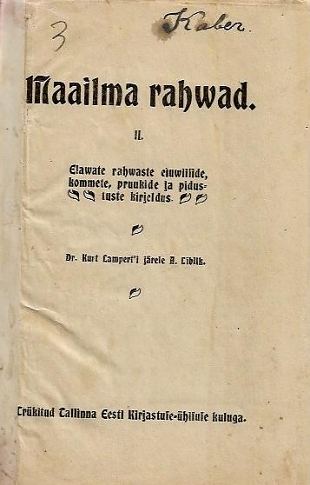 3
Kaber.
Maailma rahwad.
II.
Elawate rahwaste eluwiiside,
kommete, pruukide ja pidus-
tuste kirjeldus.
Dr. Kurt Lampert'i järele A. Liblik.
Trükitud Tallinna Eesti Kirjastuse-ühisuse kuluga.